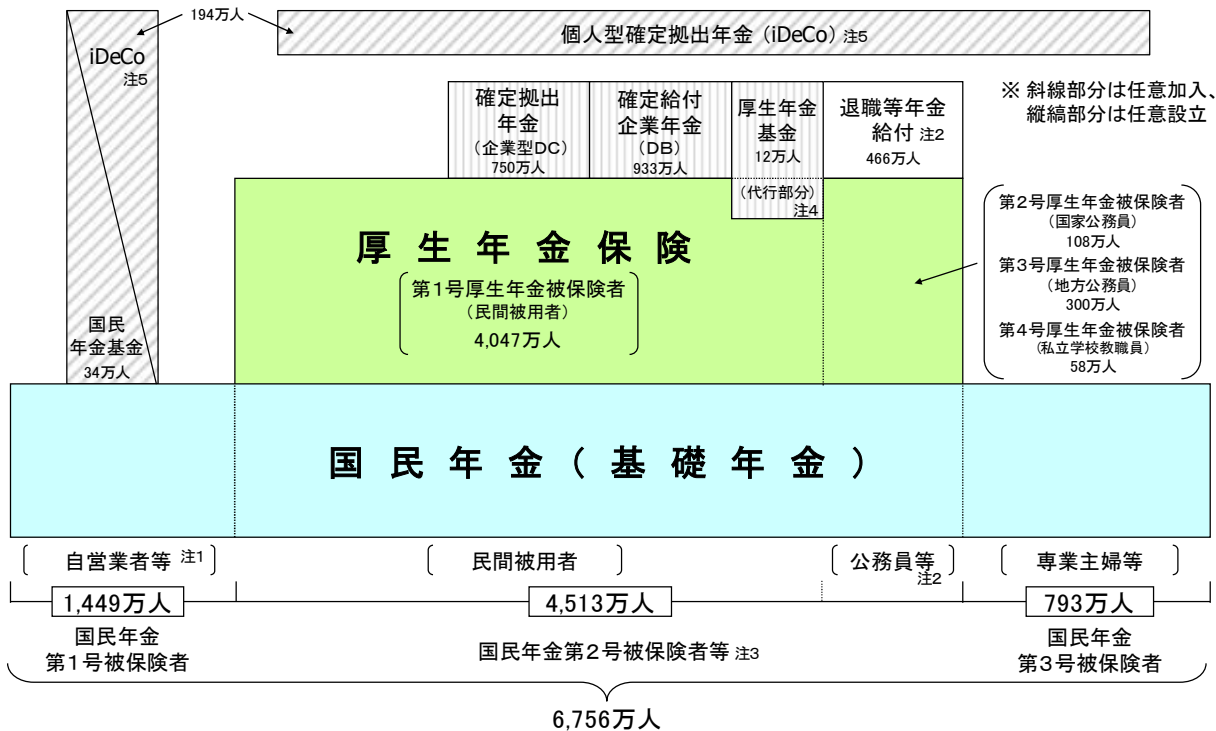 194万人
iDeCo
注5
個人型確定拠出年金(iDeCo) 注5
※ 斜線部分は任意加入、
縦縞部分は任意設立
確定拠出
年金
(企業型DC)
750万人
確定給付
企業年金
(DB)
933万人
厚生年金
基金
12万人
(代行部分)
注4
退職等年金
給付 注2
466万人
厚生年金保険
第1号厚生年金被保険者
(民間被用者)
4,047万人
第2号厚生年金被保険者
(国家公務員)
108万人
第3号厚生年金被保険者
(地方公務員)
300万人
第4号厚生年金被保険者
(私立学校教職員)
58万人
国民
年金基金
34万人
国民年金(基礎年金)
自営業者等 注1
民間被用者
公務員等
注2
専業主婦等
1,449万人
4,513万人
793万人
国民年金
第1号被保険者
国民年金第2号被保険者等 注3
国民年金
第3号被保険者
6,756万人